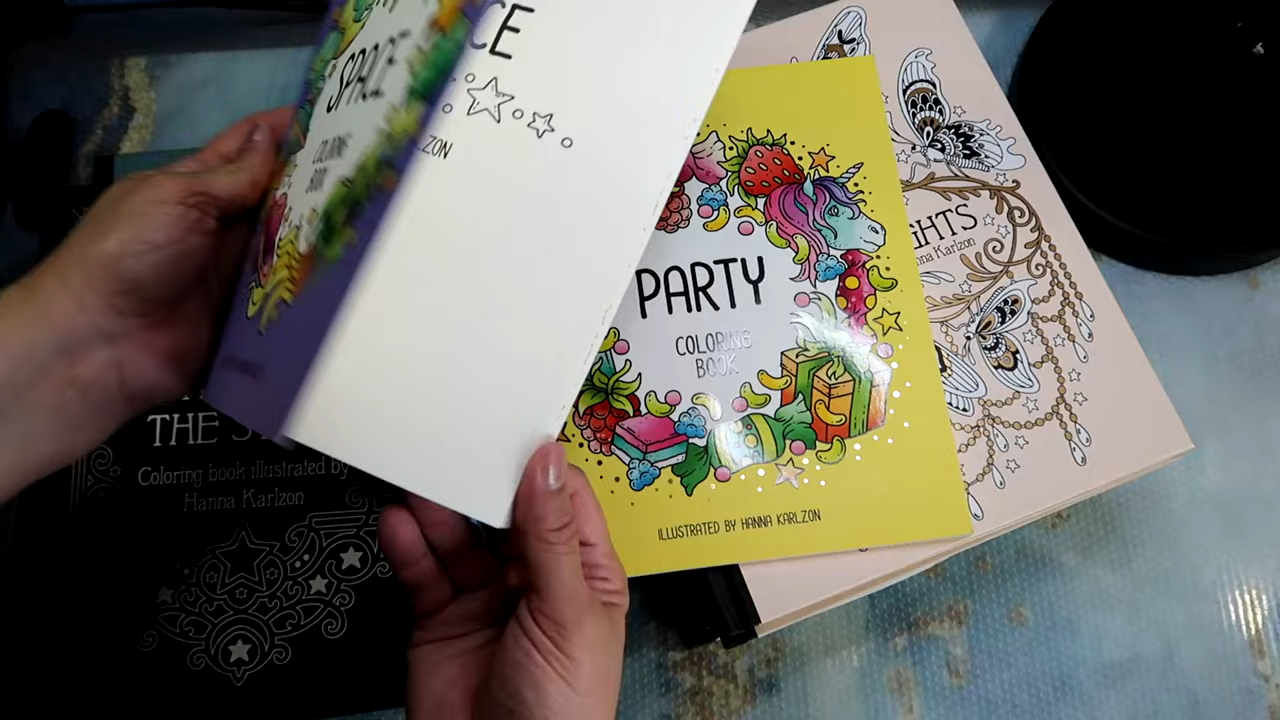 SPACE
COLORING
BOOK
CE
ZON
PARTY
COLORING
BOOK
ILLUSTRATED BY HANNA KARLZON
GHTS
nna Karlzon
THE S
Coloring book illustrated by
Hanna Karlzon